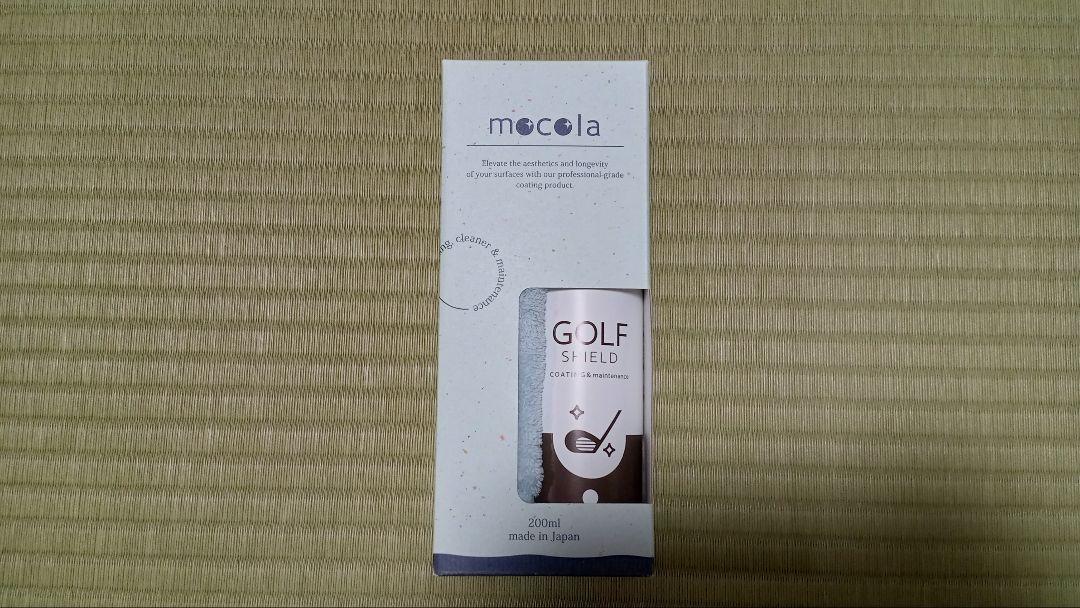 mocola
Elevate the aesthetics and longevity
of your surfaces with our professional-grade
coating product.
cleaner & maintenance
GOLF
SHIELD
COATING & maintenance
200ml
made in Japan